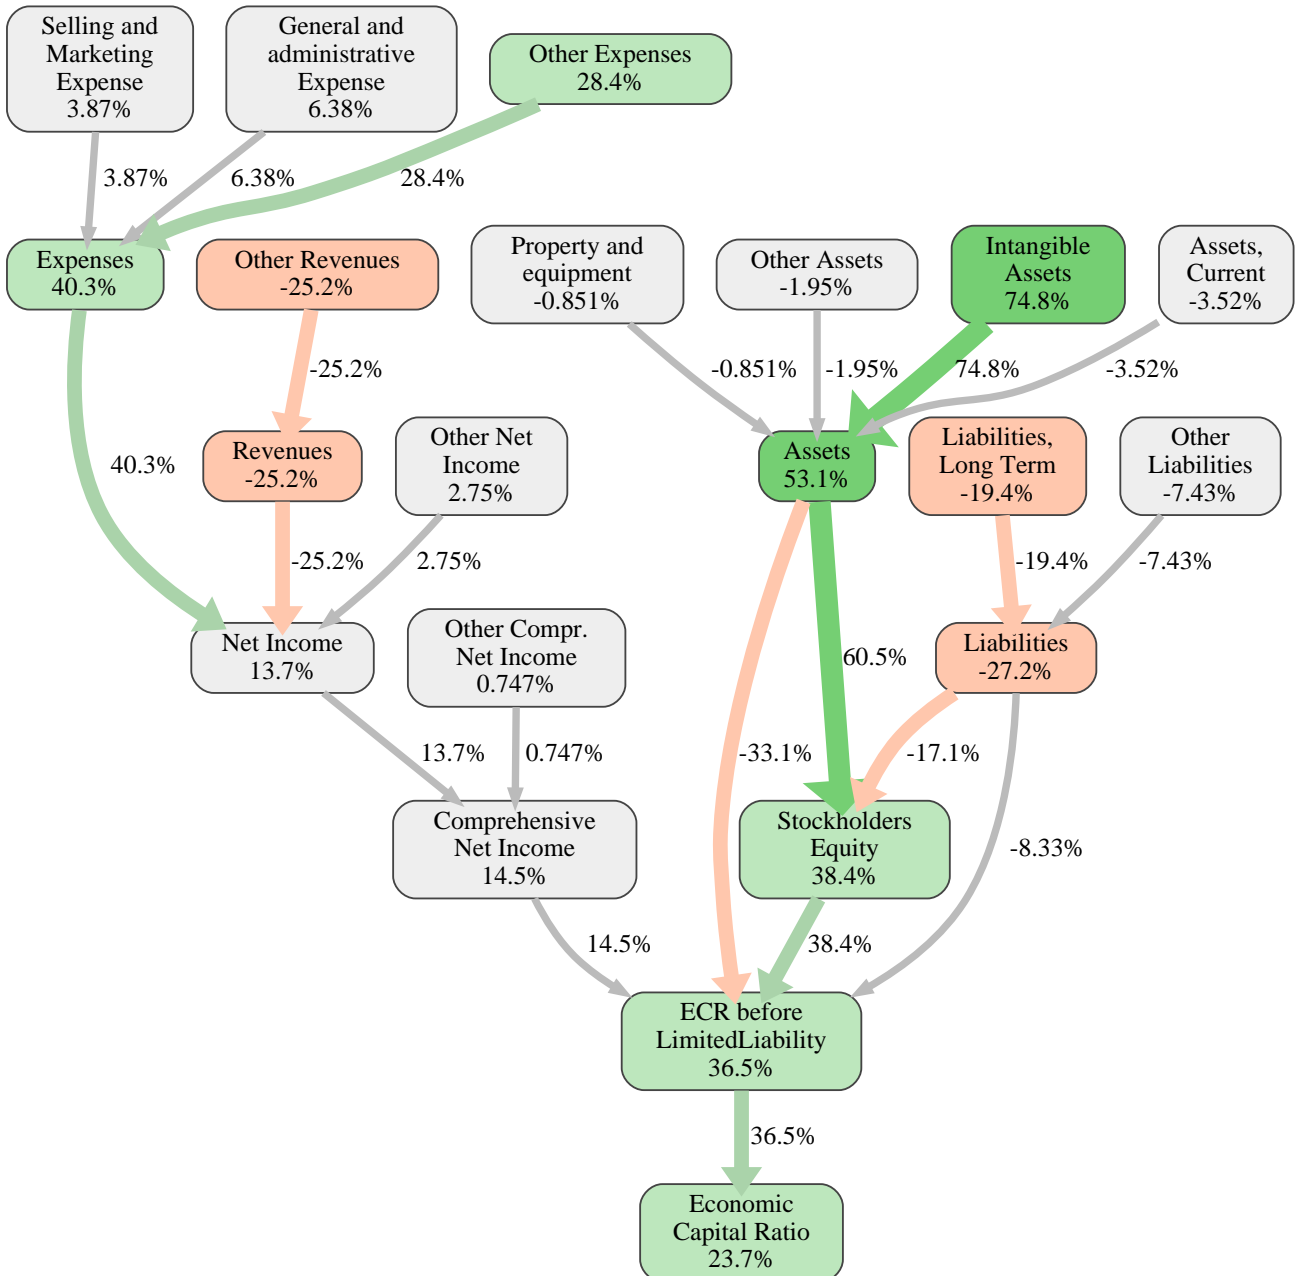 Selling and
Marketing
Expense
3.87%
General and
administrative
Expense
6.38%
Other Expenses
28.4%
3.87%
6.38%
28.4%
Expenses
40.3%
Other Revenues
-25.2%
Property and
equipment
-0.851%
Other Assets
-1.95%
Intangible
Assets
74.8%
Assets,
Current
-3.52%
-25.2%
-0.851%
-1.95%
74.8%
-3.52%
40.3%
Revenues
-25.2%
Other Net
Income
2.75%
Assets
53.1%
Liabilities,
Long Term
-19.4%
Other
Liabilities
-7.43%
-25.2%
2.75%
-19.4%
-7.43%
Net Income
13.7%
Other Compr.
Net Income
0.747%
60.5%
Liabilities
-27.2%
13.7%
0.747%
-33.1%
-17.1%
Comprehensive
Net Income
14.5%
Stockholders
Equity
38.4%
-8.33%
14.5%
38.4%
ECR before
LimitedLiability
36.5%
36.5%
Economic
Capital Ratio
23.7%